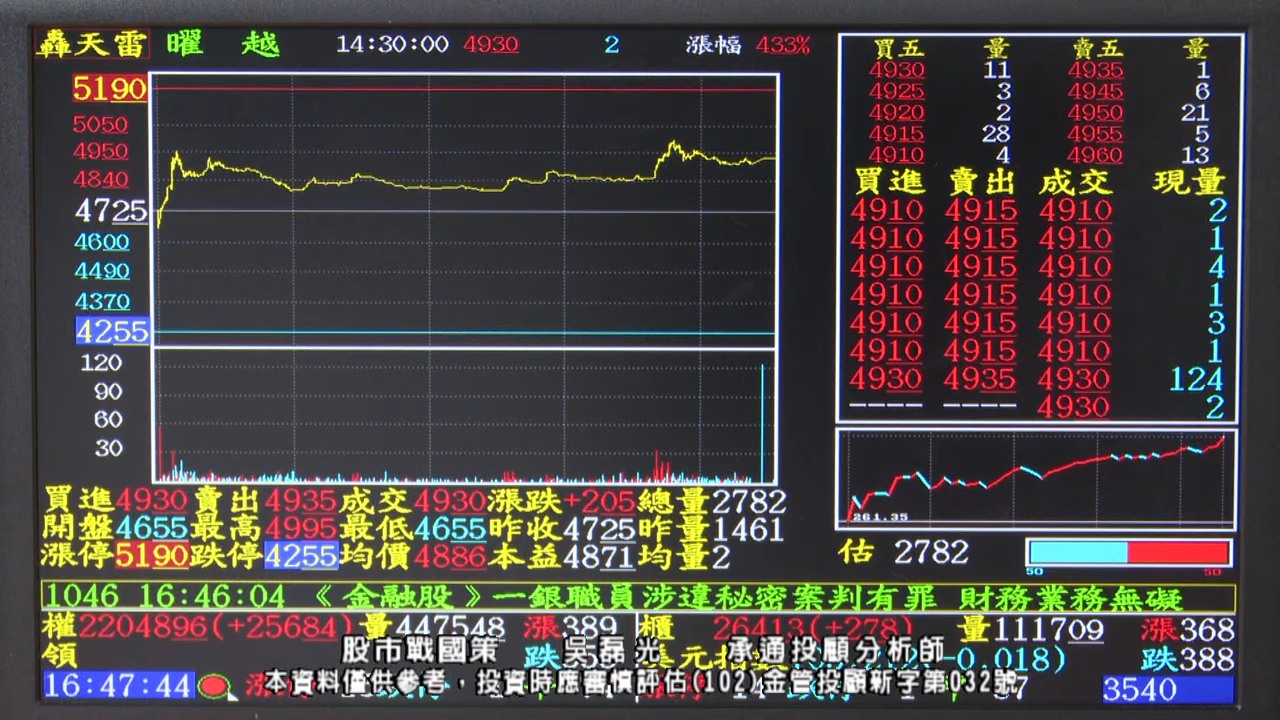 轟天雷 曜 越 14:30:00 4930 2 漲幅 433%
5190
5050
4950
4840
4725
4600
4490
4370
4255
120
90
60
30
買五 量 賣五 量
4930 11 4935 1
4925 3 4945 6
4920 2 4950 21
4915 28 4955 5
4910 4 4960 13
買進 賣出 成交 現量
4910 4915 4910 2
4910 4915 4910 1
4910 4915 4910 4
4910 4915 4910 1
4910 4915 4910 3
4910 4915 4910 1
4930 4935 4930 124
---- ---- 4930 2
261.35
買進4930 賣出4935 成交4930 漲跌+205 總量2782
開盤4655 最高4995 最低4655 昨收4725 昨量1461
漲停5190 跌停4255 均價4886 本益4871 均量2
估 2782
50 50
1046 16:46:04 《金融股》一銀職員涉違秘密案判有罪 財務業務無礙
權2204896(+25684) 量447548 漲389 櫃 26413(+278) 量111709 漲368
領 跌 -0.018) 跌388
股市戰國策 吳磊光 承通投顧分析師
16:47:44 3540
本資料僅供參考，投資時應審慎評估(102)金管投顧新字第032號